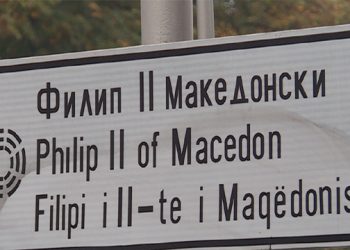 Филип II Македонски
Philip II of Macedon
Filipi i II-te i Maqëdonis